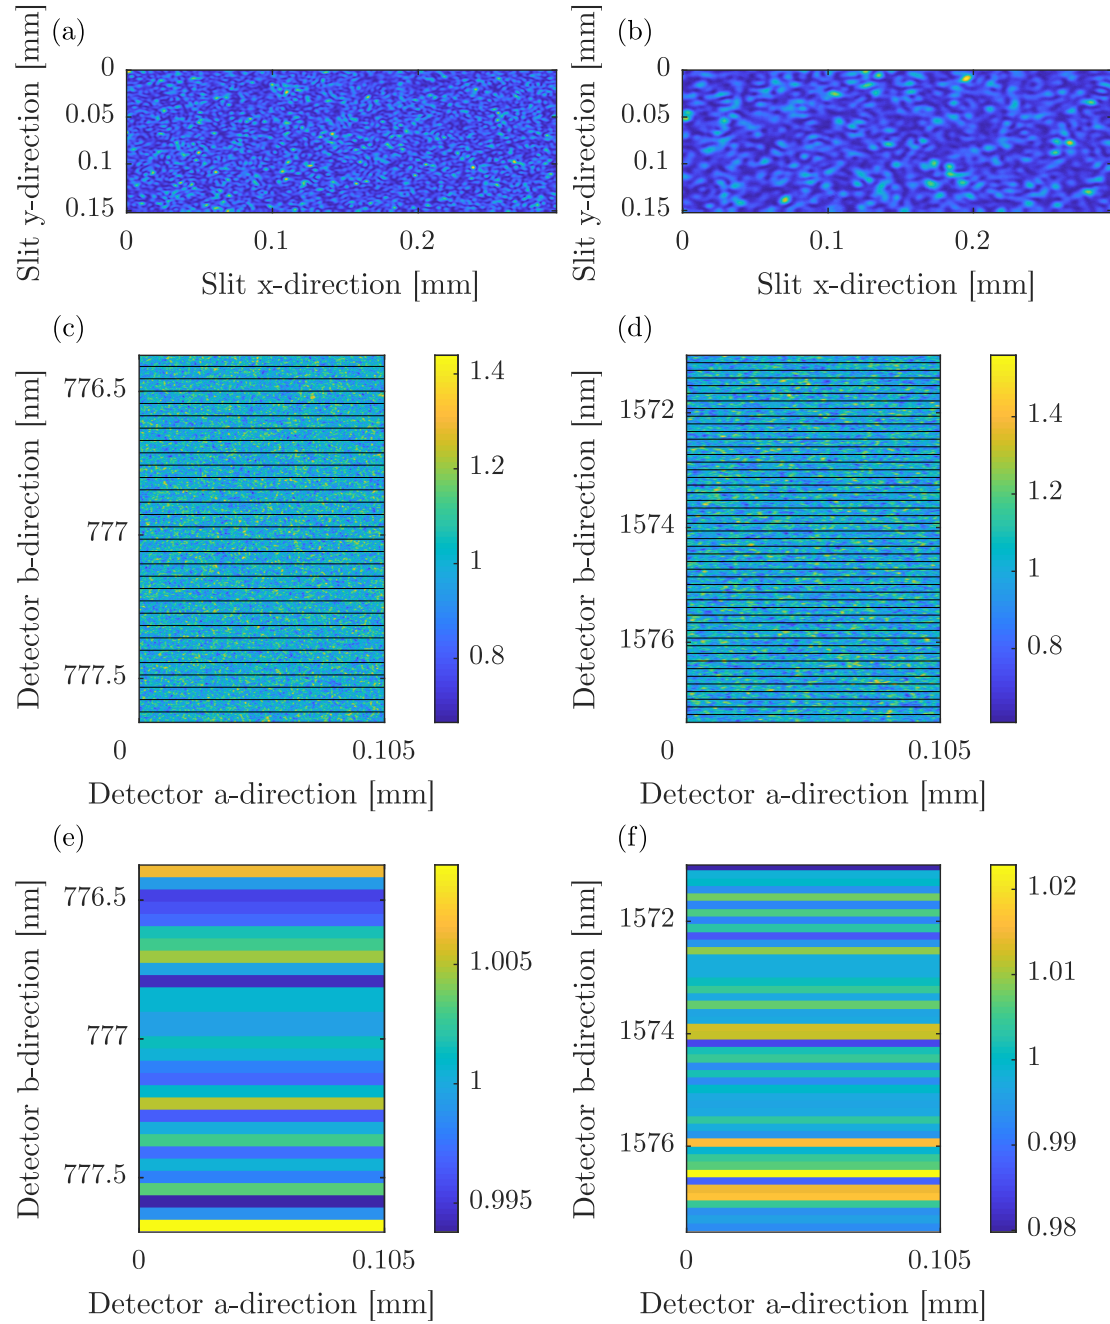 (a)
Slit y-direction [mm]
0
0.05
0.1
0.15
0
0.1
0.2
Slit x-direction [mm]
(b)
Slit y-direction [mm]
0
0.05
0.1
0.15
0
0.1
0.2
Slit x-direction [mm]
(c)
Detector b-direction [nm]
776.5
777
777.5
0
0.105
Detector a-direction [mm]
1.4
1.2
1
0.8
(d)
Detector b-direction [nm]
1572
1574
1576
0
0.105
Detector a-direction [mm]
1.4
1.2
1
0.8
(e)
Detector b-direction [nm]
776.5
777
777.5
0
0.105
Detector a-direction [mm]
1.005
1
0.995
(f)
Detector b-direction [nm]
1572
1574
1576
0
0.105
Detector a-direction [mm]
1.02
1.01
1
0.99
0.98